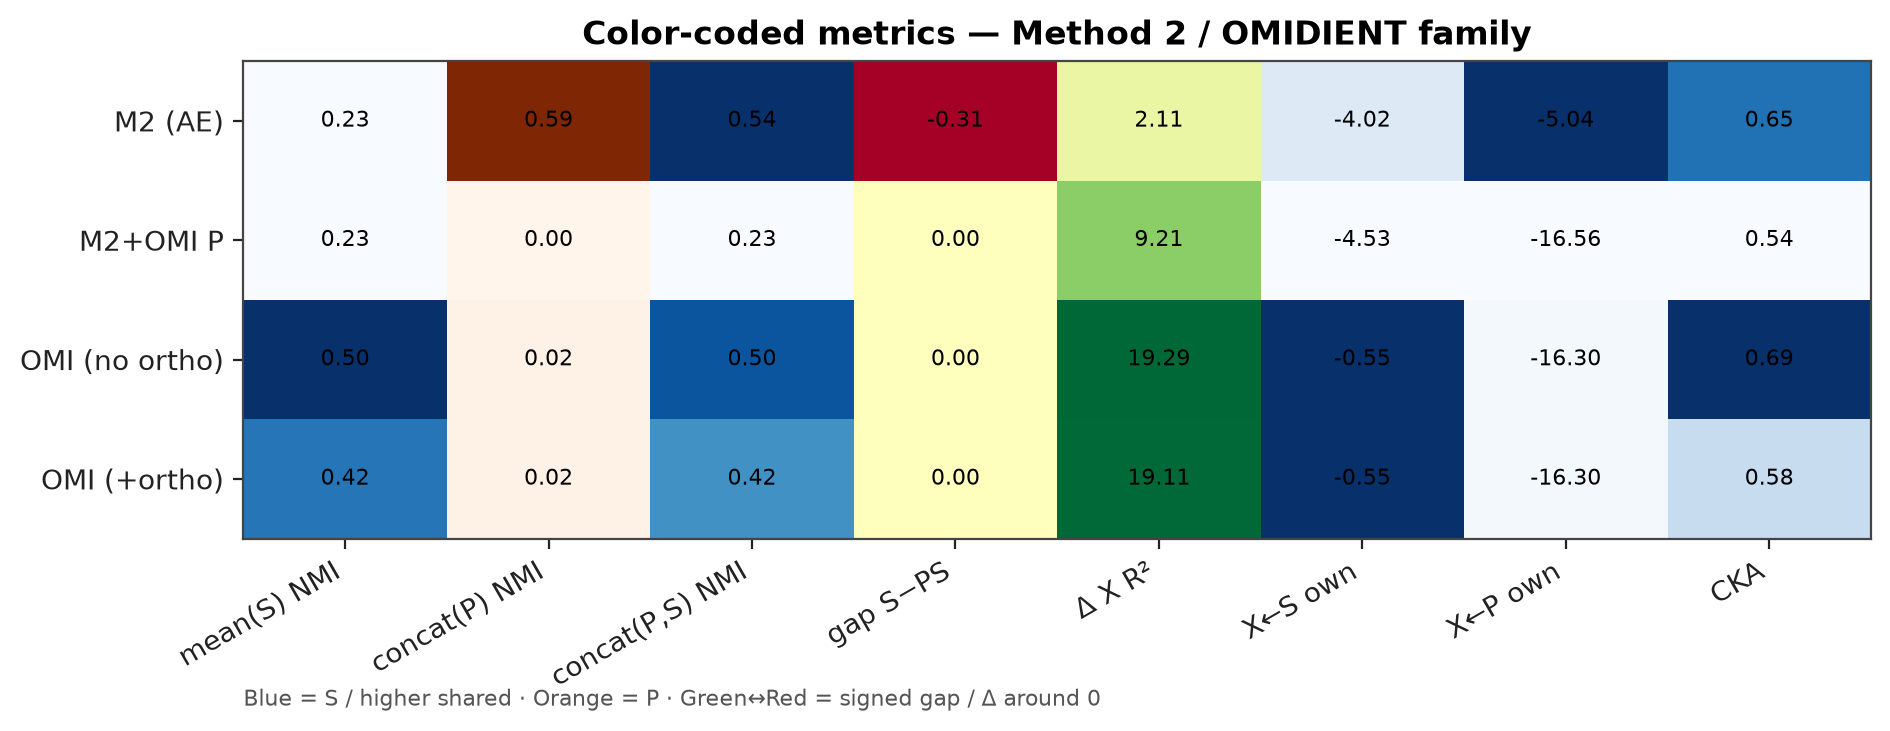 Color-coded metrics — Method 2 / OMIDIENT family
M2 (AE) 0.23 0.59 0.54 -0.31 2.11 -4.02 -5.04 0.65
M2+OMI P 0.23 0.00 0.23 0.00 9.21 -4.53 -16.56 0.54
OMI (no ortho) 0.50 0.02 0.50 0.00 19.29 -0.55 -16.30 0.69
OMI (+ortho) 0.42 0.02 0.42 0.00 19.11 -0.55 -16.30 0.58
mean(S) NMI concat(P) NMI concat(P,S) NMI gap S−PS Δ X R² X←S own X←P own CKA
Blue = S / higher shared · Orange = P · Green↔Red = signed gap / Δ around 0